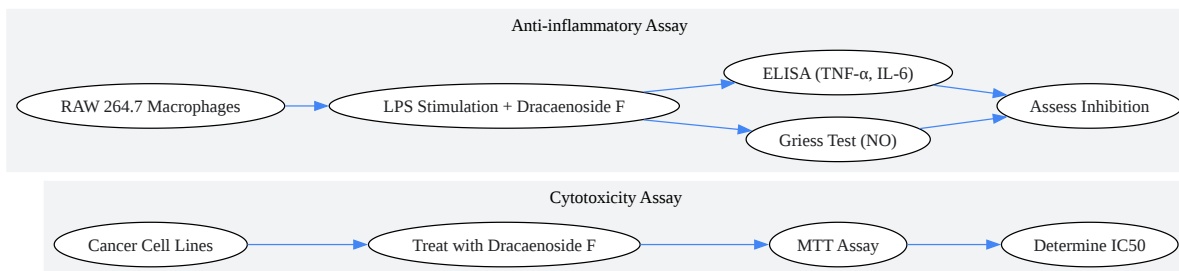 Anti-inflammatory Assay
RAW 264.7 Macrophages
LPS Stimulation + Dracaenoside F
ELISA (TNF-α, IL-6)
Griess Test (NO)
Assess Inhibition
Cytotoxicity Assay
Cancer Cell Lines
Treat with Dracaenoside F
MTT Assay
Determine IC50